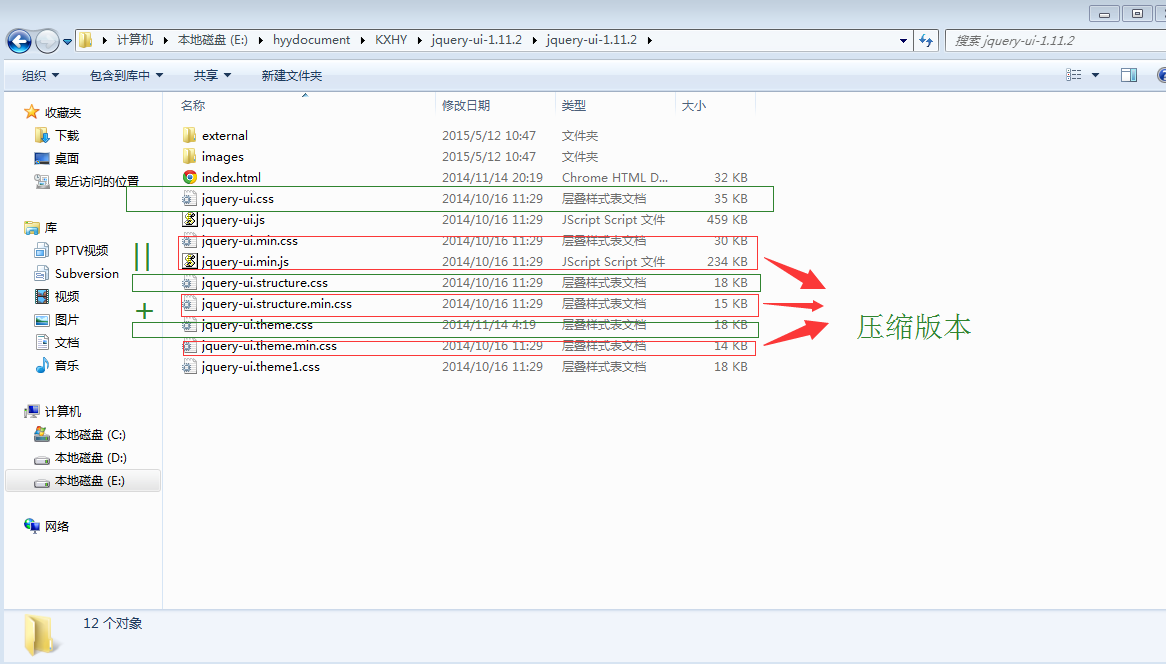 计算机 本地磁盘 (E:) hyydocument KXHY jquery-ui-1.11.2 jquery-ui-1.11.2 搜索 jquery-ui-1.11.2
组织 包含到库中 共享 新建文件夹
收藏夹
下载
桌面
最近访问的位置
库
PPTV视频
Subversion
视频
图片
文档
音乐
计算机
本地磁盘 (C:)
本地磁盘 (D:)
本地磁盘 (E:)
网络
名称 修改日期 类型 大小
external 2015/5/12 10:47 文件夹
images 2015/5/12 10:47 文件夹
index.html 2014/11/14 20:19 Chrome HTML D... 32 KB
jquery-ui.css 2014/10/16 11:29 层叠样式表文档 35 KB
jquery-ui.js 2014/10/16 11:29 JScript Script 文件 459 KB
jquery-ui.min.css 2014/10/16 11:29 层叠样式表文档 30 KB
jquery-ui.min.js 2014/10/16 11:29 JScript Script 文件 234 KB
jquery-ui.structure.css 2014/10/16 11:29 层叠样式表文档 18 KB
jquery-ui.structure.min.css 2014/10/16 11:29 层叠样式表文档 15 KB
jquery-ui.theme.css 2014/11/14 4:19 层叠样式表文档 18 KB
jquery-ui.theme.min.css 2014/10/16 11:29 层叠样式表文档 14 KB
jquery-ui.theme1.css 2014/10/16 11:29 层叠样式表文档 18 KB
||
+
压缩版本
12 个对象